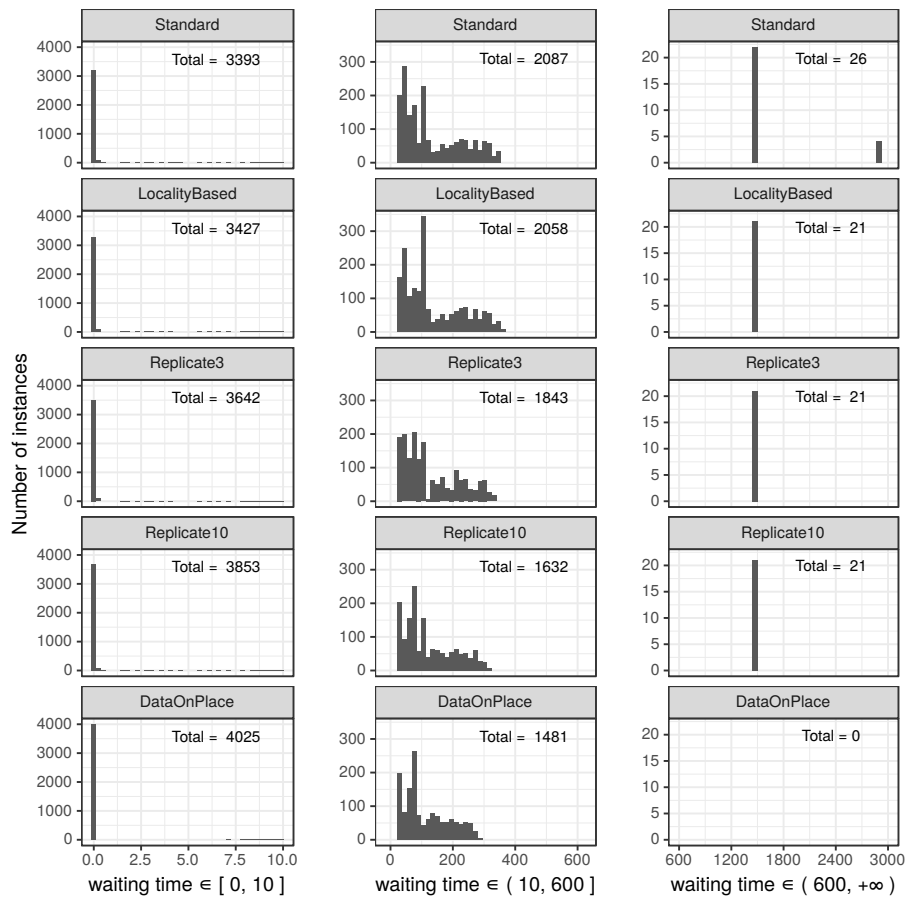 Standard
Standard
Standard
4000
3000
2000
1000
0
Total = 3393
300
200
100
0
Total = 2087
20
15
10
5
0
Total = 26
LocalityBased
LocalityBased
LocalityBased
4000
3000
2000
1000
0
Total = 3427
300
200
100
0
Total = 2058
20
15
10
5
0
Total = 21
Number of instances
Replicate3
Replicate3
Replicate3
4000
3000
2000
1000
0
Total = 3642
300
200
100
0
Total = 1843
20
15
10
5
0
Total = 21
Replicate10
Replicate10
Replicate10
4000
3000
2000
1000
0
Total = 3853
300
200
100
0
Total = 1632
20
15
10
5
0
Total = 21
DataOnPlace
DataOnPlace
DataOnPlace
4000
3000
2000
1000
0
Total = 4025
300
200
100
0
Total = 1481
20
15
10
5
0
Total = 0
0.0 2.5 5.0 7.5 10.0
0 200 400 600
600 1200 1800 2400 3000
waiting time ∈ [ 0, 10 ]
waiting time ∈ ( 10, 600 ]
waiting time ∈ ( 600, +∞ )